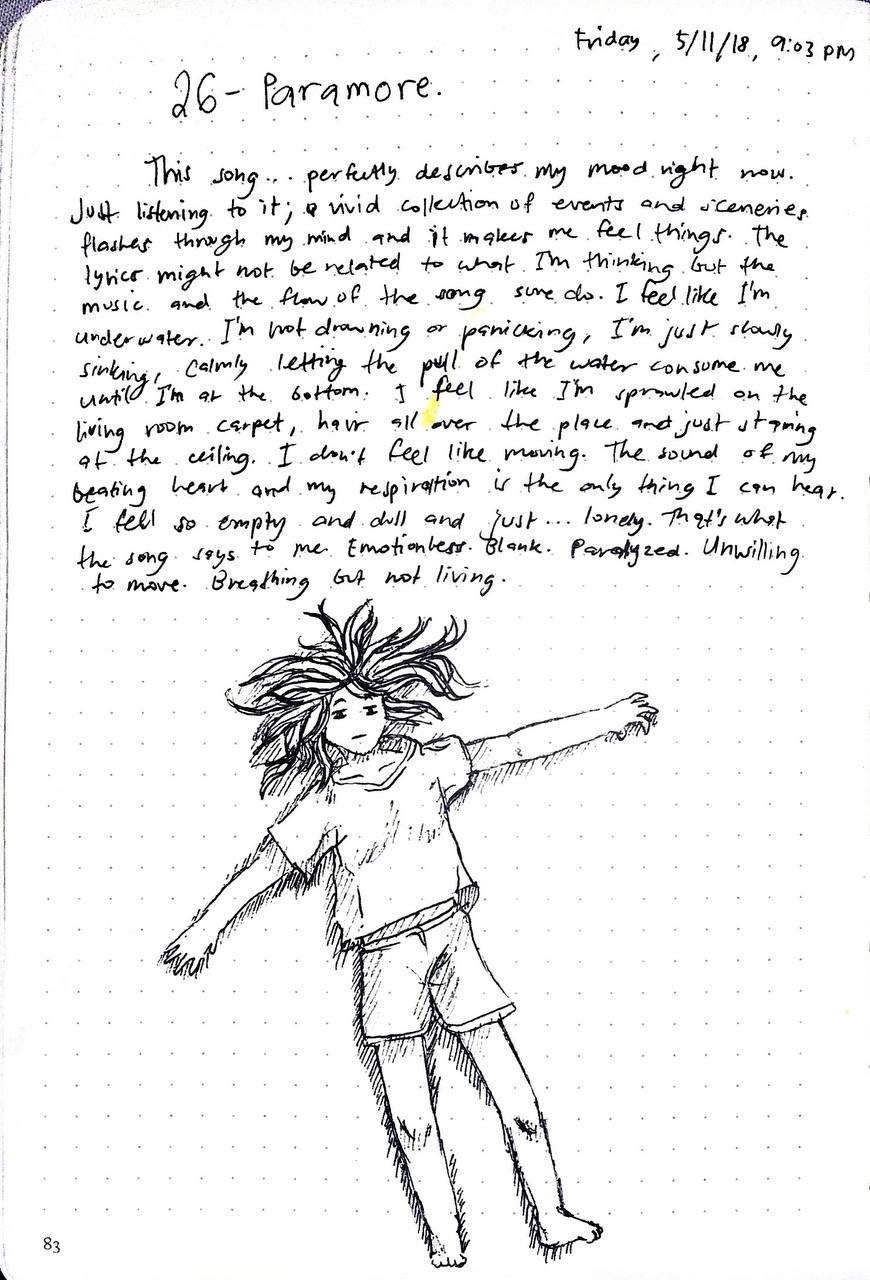 Friday, 5/11/18, 9:03 pm
26 - Paramore.
This song... perfectly describes my mood right now.
Just listening to it; a vivid collection of events and sceneries
flashes through my mind and it makes me feel things. The
lyrics might not be related to what I'm thinking but the
music and the flow of the song sure do. I feel like I'm
underwater. I'm not drowning or panicking, I'm just slowly
sinking, calmly letting the pull of the water consume me
until I'm at the bottom. I feel like I'm sprawled on the
living room carpet, hair all over the place and just staring
at the ceiling. I don't feel like moving. The sound of my
beating heart and my respiration is the only thing I can hear.
I fell so empty and dull and just... lonely. That's what
the song says to me. Emotionless. Blank. Paralyzed. Unwilling
to move. Breathing but not living.
83